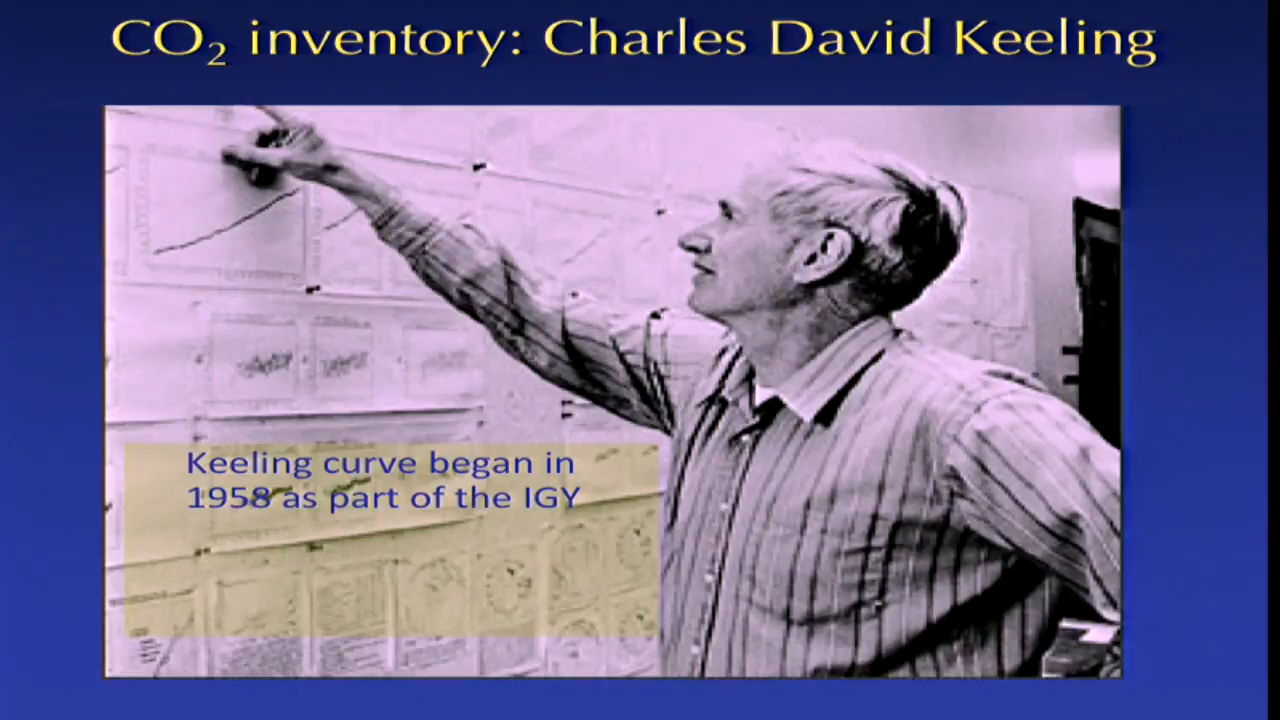 CO₂ inventory: Charles David Keeling
Keeling curve began in
1958 as part of the IGY